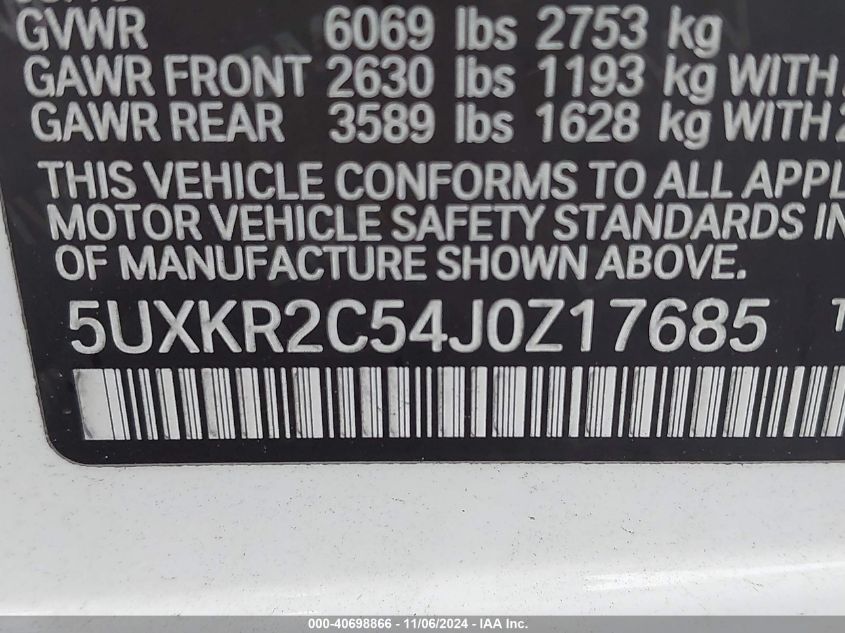 GVWR 6069 lbs 2753 kg
GAWR FRONT 2630 lbs 1193 kg WITH
GAWR REAR 3589 lbs 1628 kg WITH 2
THIS VEHICLE CONFORMS TO ALL APPL
MOTOR VEHICLE SAFETY STANDARDS IN
OF MANUFACTURE SHOWN ABOVE.
5UXKR2C54J0Z17685 T
000-40698866 - 11/06/2024 - IAA Inc.